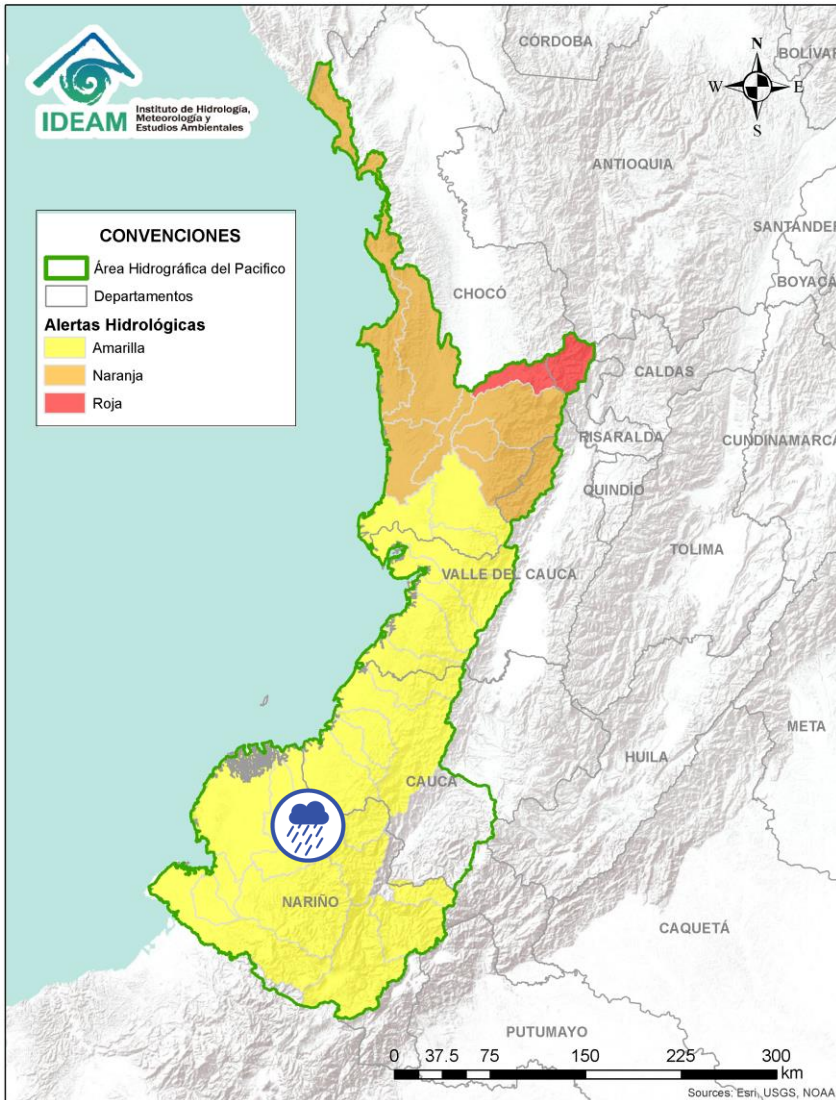 IDEAM
Instituto de Hidrología,
Meteorología y
Estudios Ambientales
N
W
E
S
CÓRDOBA
BOLÍVAR
ANTIOQUIA
SANTANDER
BOYACÁ
CONVENCIONES
Área Hidrográfica del Pacifico
Departamentos
Alertas Hidrológicas
Amarilla
Naranja
Roja
CHOCÓ
CALDAS
RISARALDA
CUNDINAMARCA
QUINDÍO
TOLIMA
VALLE DEL CAUCA
META
HUILA
CAUCA
NARIÑO
CAQUETÁ
PUTUMAYO
0 37.5 75 150 225 300
km
Sources: Esri, USGS, NOAA